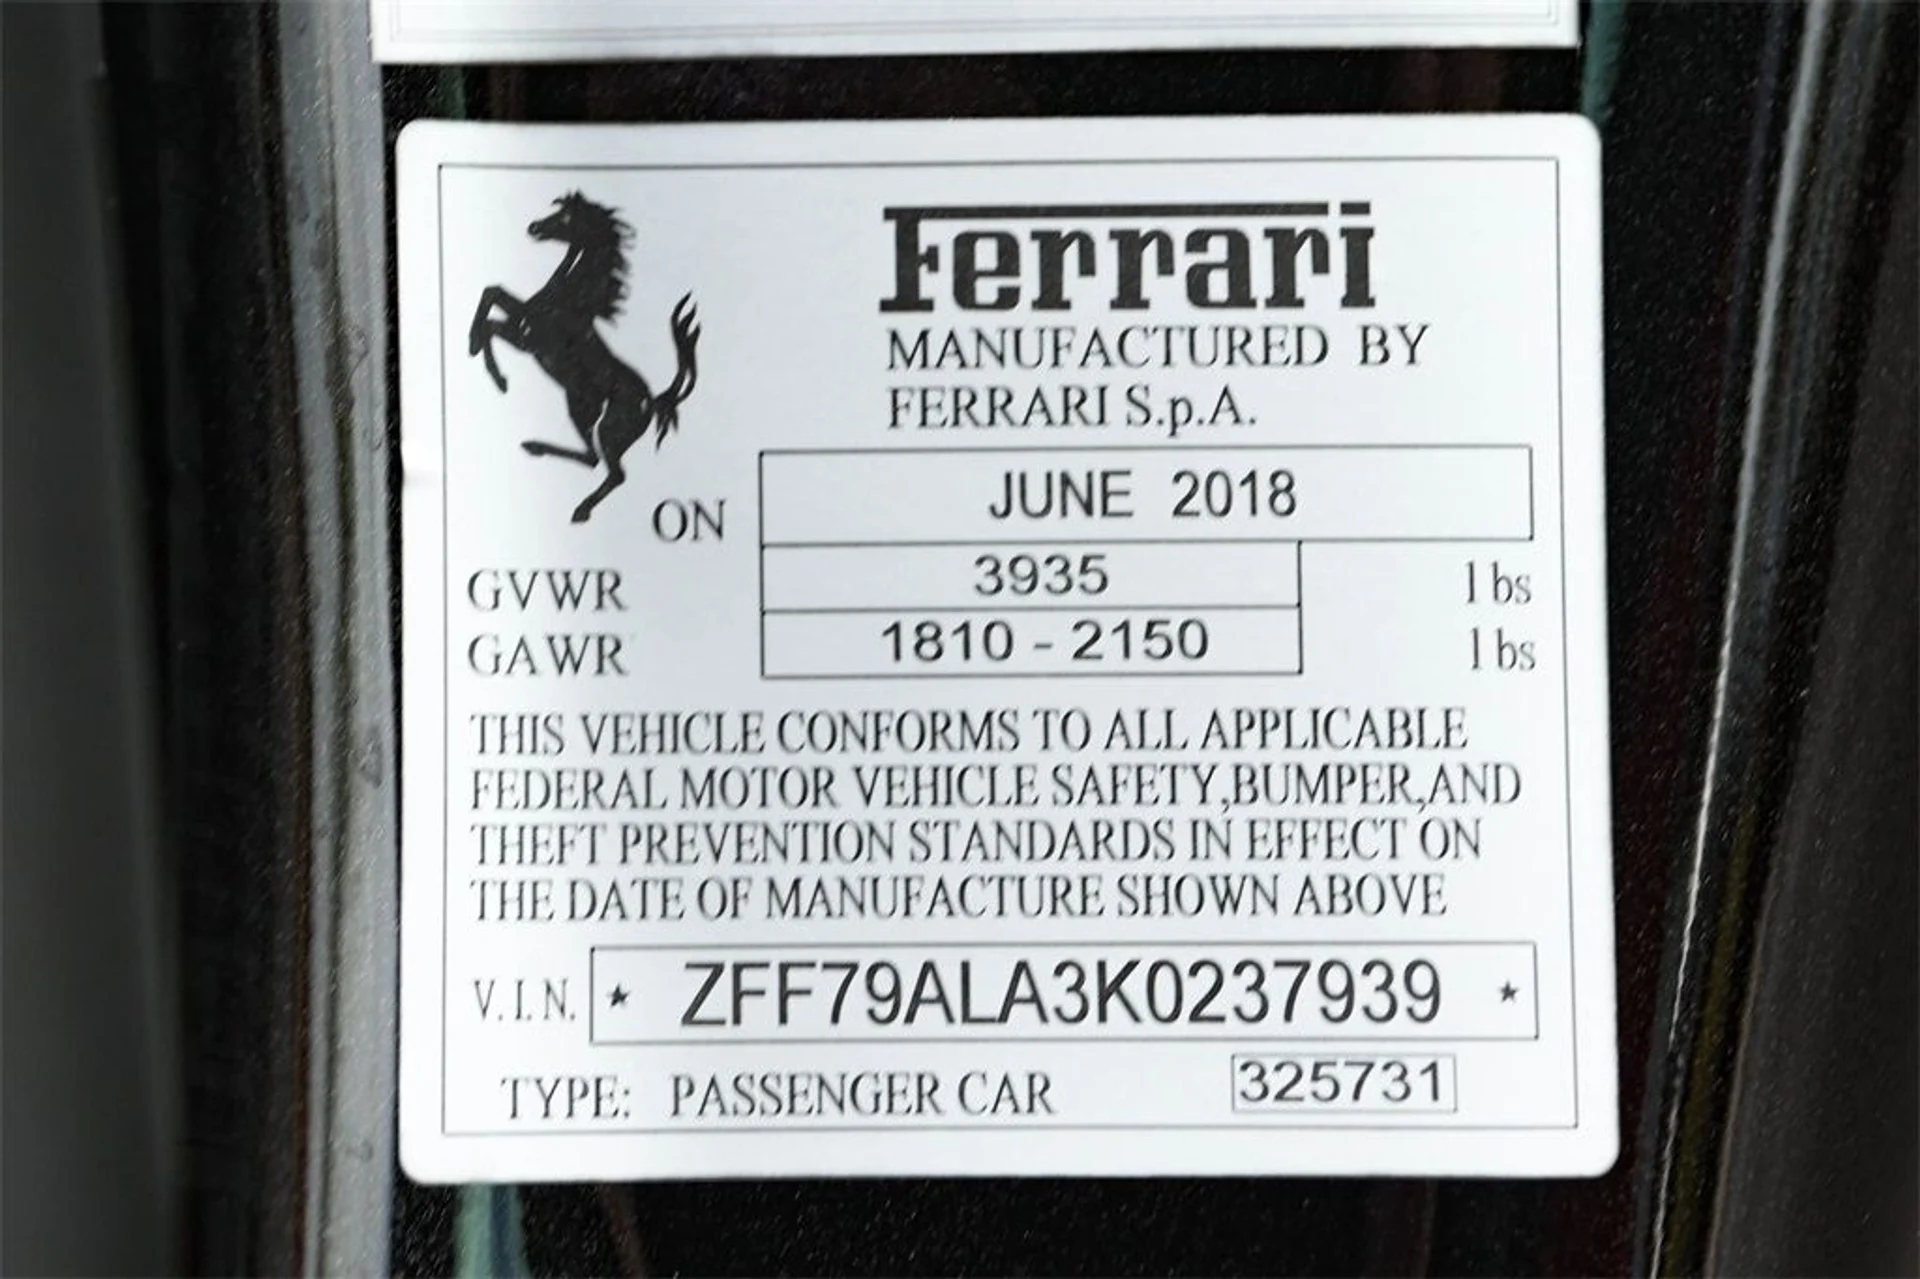 Ferrari
MANUFACTURED BY
FERRARI S.p.A.
ON JUNE 2018
GVWR 3935 lbs
GAWR 1810 - 2150 lbs
THIS VEHICLE CONFORMS TO ALL APPLICABLE
FEDERAL MOTOR VEHICLE SAFETY,BUMPER,AND
THEFT PREVENTION STANDARDS IN EFFECT ON
THE DATE OF MANUFACTURE SHOWN ABOVE
V.I.N. ★ ZFF79ALA3K0237939 ★
TYPE: PASSENGER CAR 325731